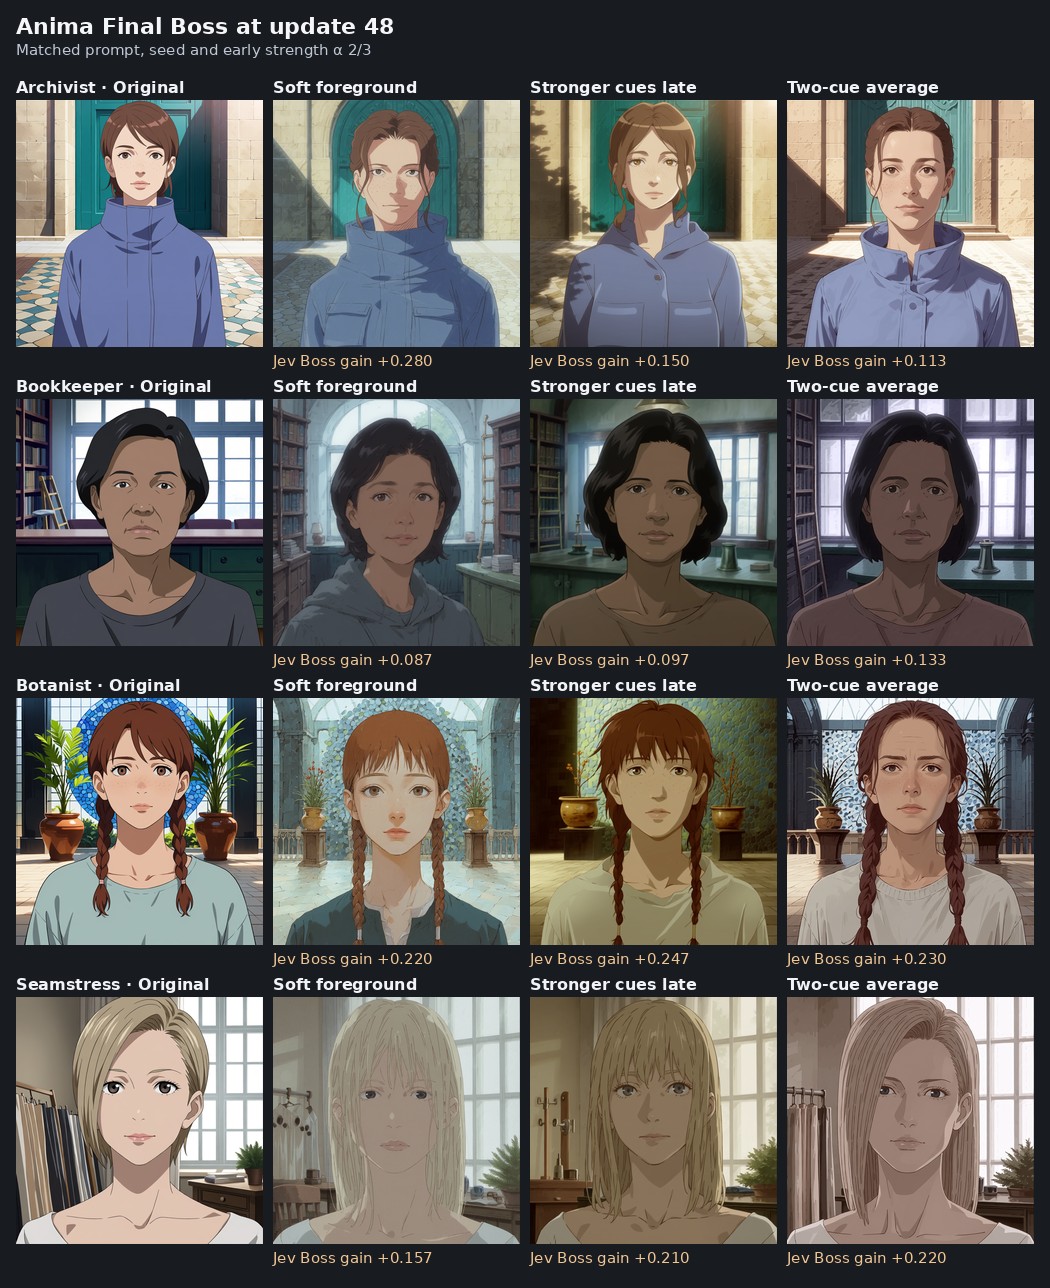 Anima Final Boss at update 48
Matched prompt, seed and early strength α 2/3
Archivist · Original
Soft foreground
Stronger cues late
Two-cue average
Jev Boss gain +0.280
Jev Boss gain +0.150
Jev Boss gain +0.113
Bookkeeper · Original
Soft foreground
Stronger cues late
Two-cue average
Jev Boss gain +0.087
Jev Boss gain +0.097
Jev Boss gain +0.133
Botanist · Original
Soft foreground
Stronger cues late
Two-cue average
Jev Boss gain +0.220
Jev Boss gain +0.247
Jev Boss gain +0.230
Seamstress · Original
Soft foreground
Stronger cues late
Two-cue average
Jev Boss gain +0.157
Jev Boss gain +0.210
Jev Boss gain +0.220